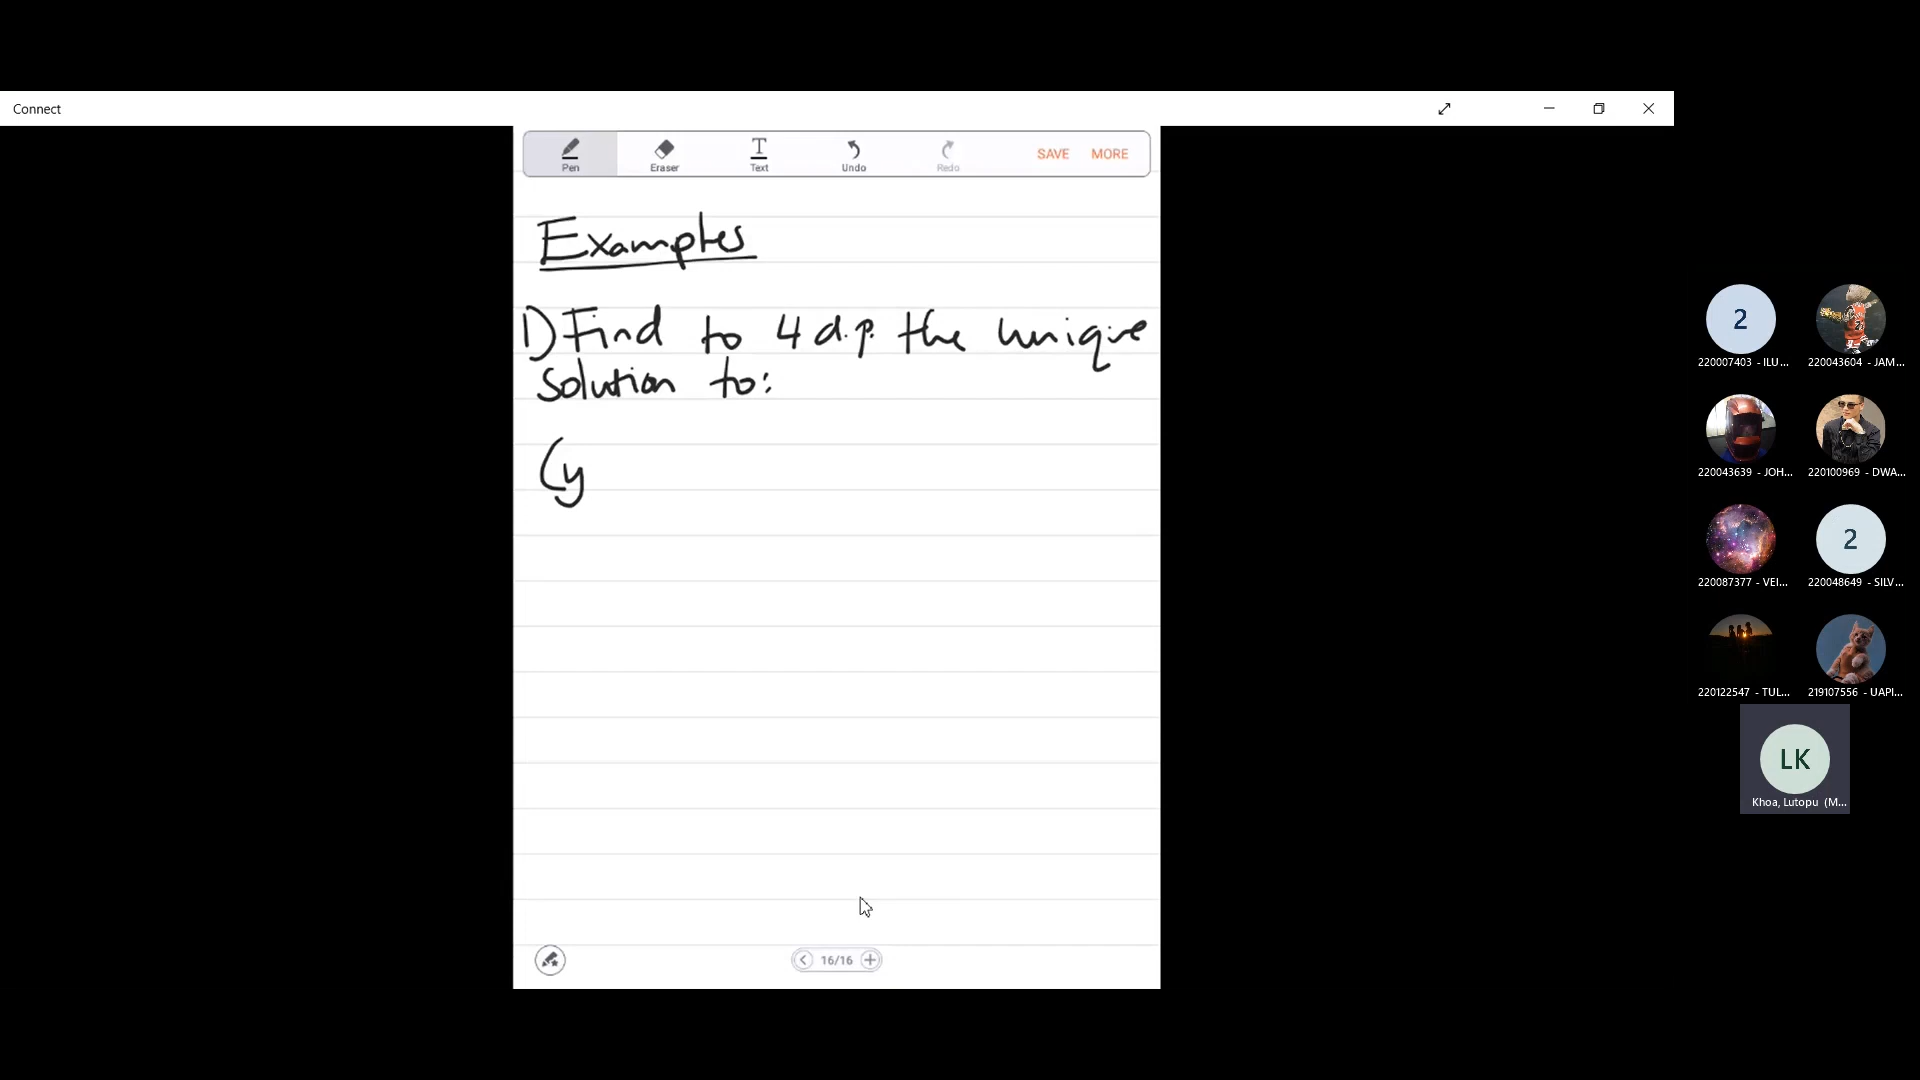 Connect
Pen
Eraser
Text
Undo
Redo
SAVE
MORE
Examples
1) Find to 4 d.p. the unique
solution to:
(y
16/16
2
220007403 - ILU...
220043604 - JAM...
220043639 - JOH...
220100969 - DWA...
220087377 - VEI...
2
220048649 - SILV...
220122547 - TUL...
219107556 - UAPI...
LK
Khoa, Lutopu (M...